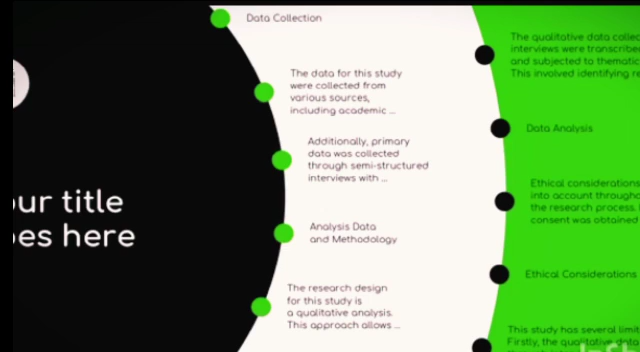 our title
oes here
Data Collection
The data for this study
were collected from
various sources,
including academic ...
Additionally, primary
data was collected
through semi-structured
interviews with ...
Analysis Data
and Methodology
The research design
for this study is
a qualitative analysis.
This approach allows ...
The qualitative data collec
interviews were transcribe
and subjected to thematic
This involved identifying re
Data Analysis
Ethical considerations
into account througho
the research process.
consent was obtained
Ethical Considerations
This study has several limit
Firstly, the qualitative data